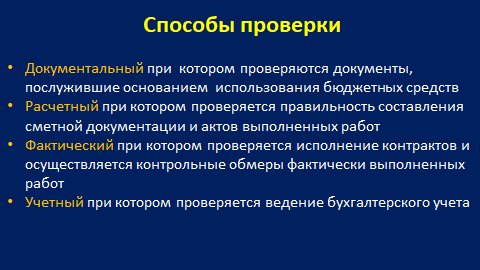 Способы проверки
• Документальный при котором проверяются документы,
послужившие основанием использования бюджетных средств
• Расчетный при котором проверяется правильность составления
сметной документации и актов выполненных работ
• Фактический при котором проверяется исполнение контрактов и
осуществляется контрольные обмеры фактически выполненных
работ
• Учетный при котором проверяется ведение бухгалтерского учета